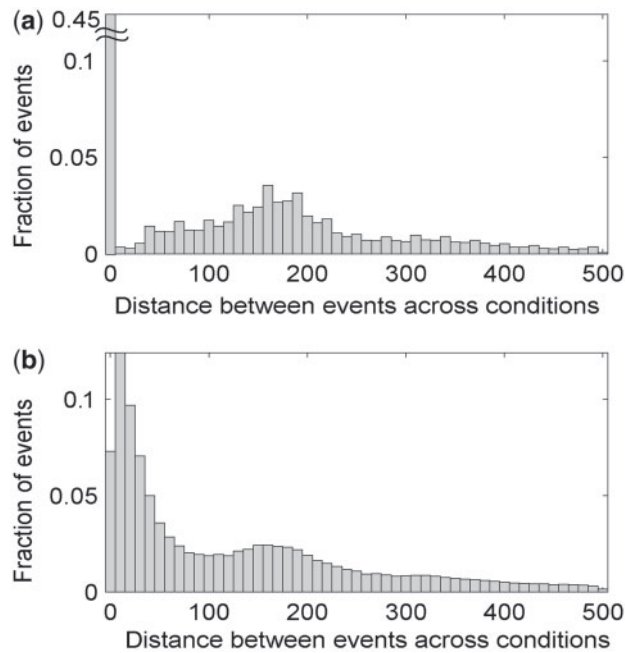 (a)
0.45
0.1
0.05
0
Fraction of events
0 100 200 300 400 500
Distance between events across conditions
(b)
0.1
0.05
0
Fraction of events
0 100 200 300 400 500
Distance between events across conditions